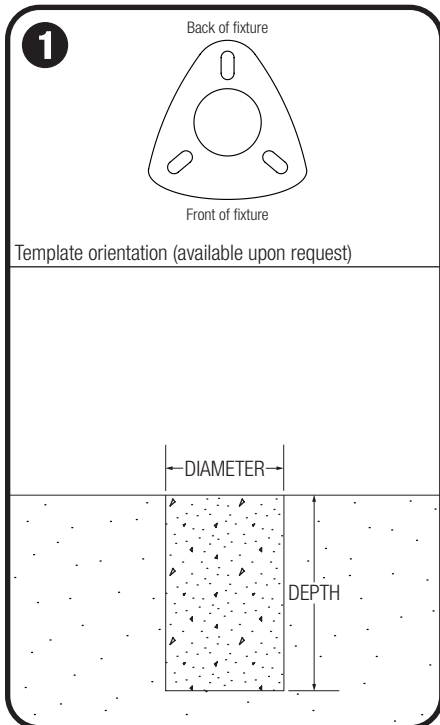 1
Back of fixture
Front of fixture
Template orientation (available upon request)
DIAMETER
DEPTH